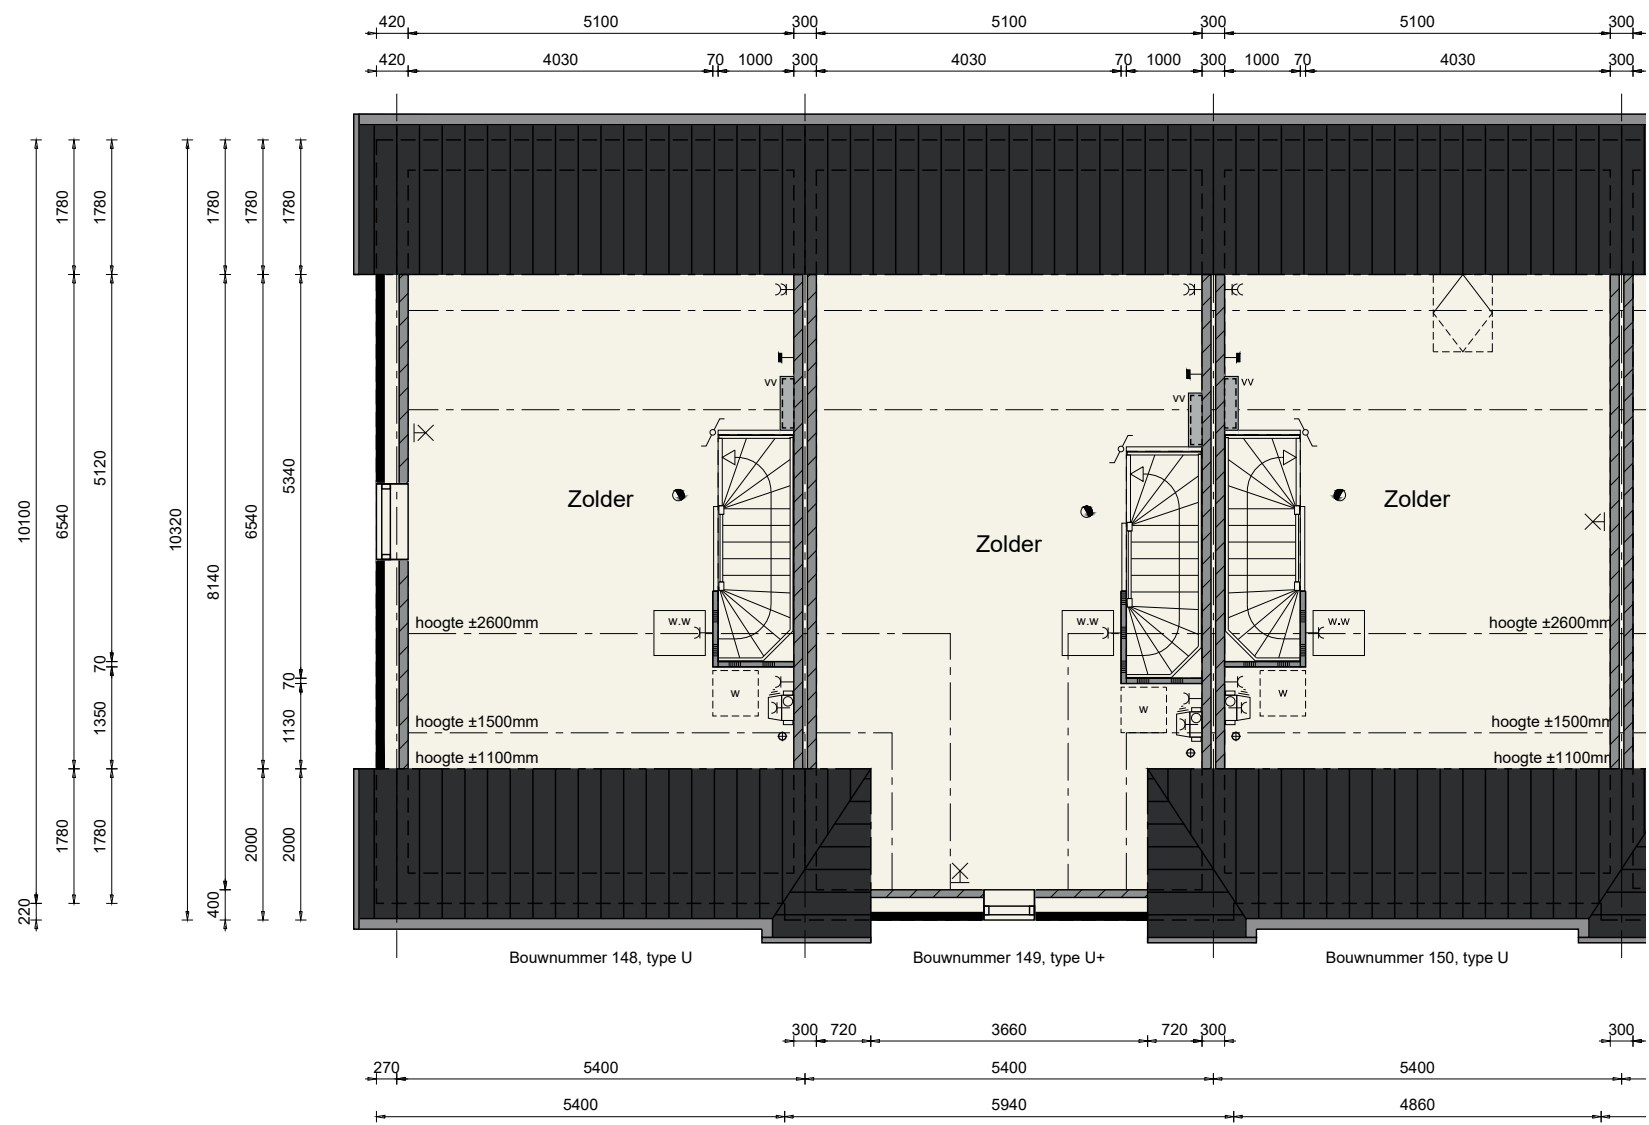 420 5100 300 5100 300 5100 300
420 4030 70 1000 300 4030 70 1000 300 1000 70 4030 300
1780 1780 1780 1780 1780
vv vv vv
10100 6540 5120 10320 8140 6540 5340
Zolder Zolder
Zolder
hoogte ±2600mm w.w w.w w.w hoogte ±2600mm
70 70
w w w
1350 1130
hoogte ±1500mm hoogte ±1500mm
hoogte ±1100mm hoogte ±1100mm
1780 1780 2000 2000
220 400
Bouwnummer 148, type U Bouwnummer 149, type U+ Bouwnummer 150, type U
300 720 3660 720 300 300
270 5400 5400 5400
5400 5940 4860